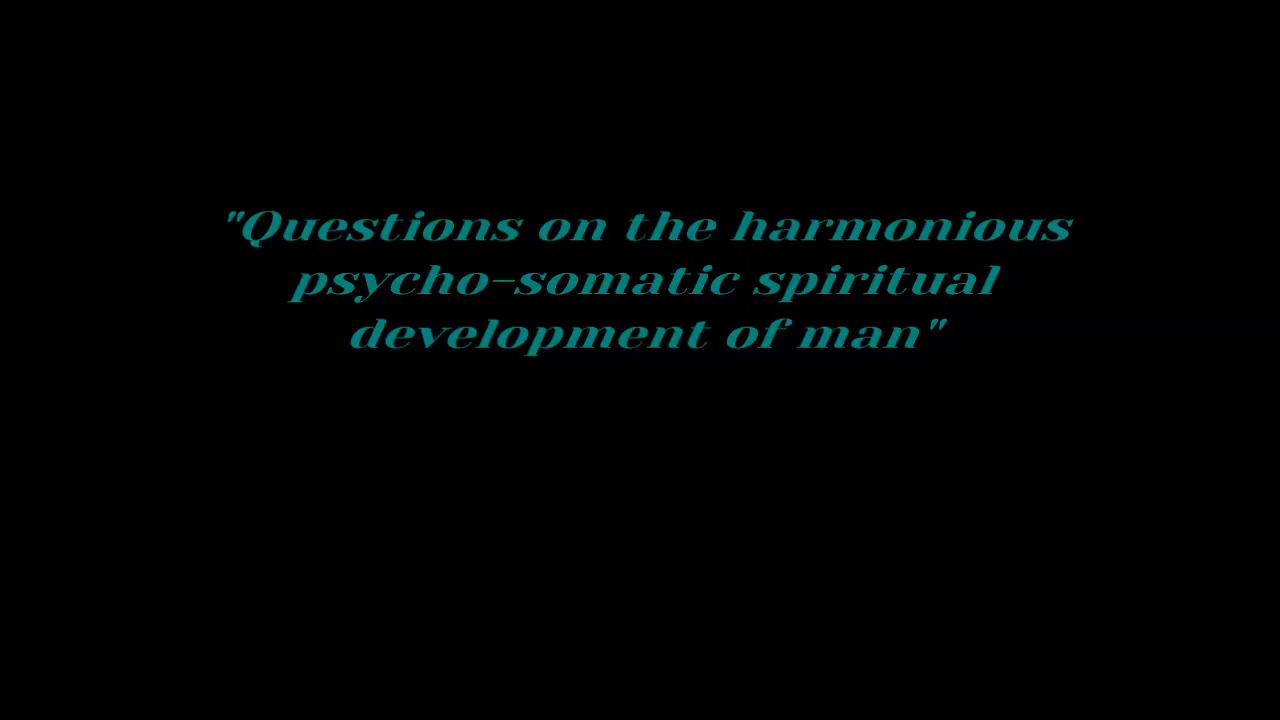 "Questions on the harmonious
psycho-somatic spiritual
development of man"